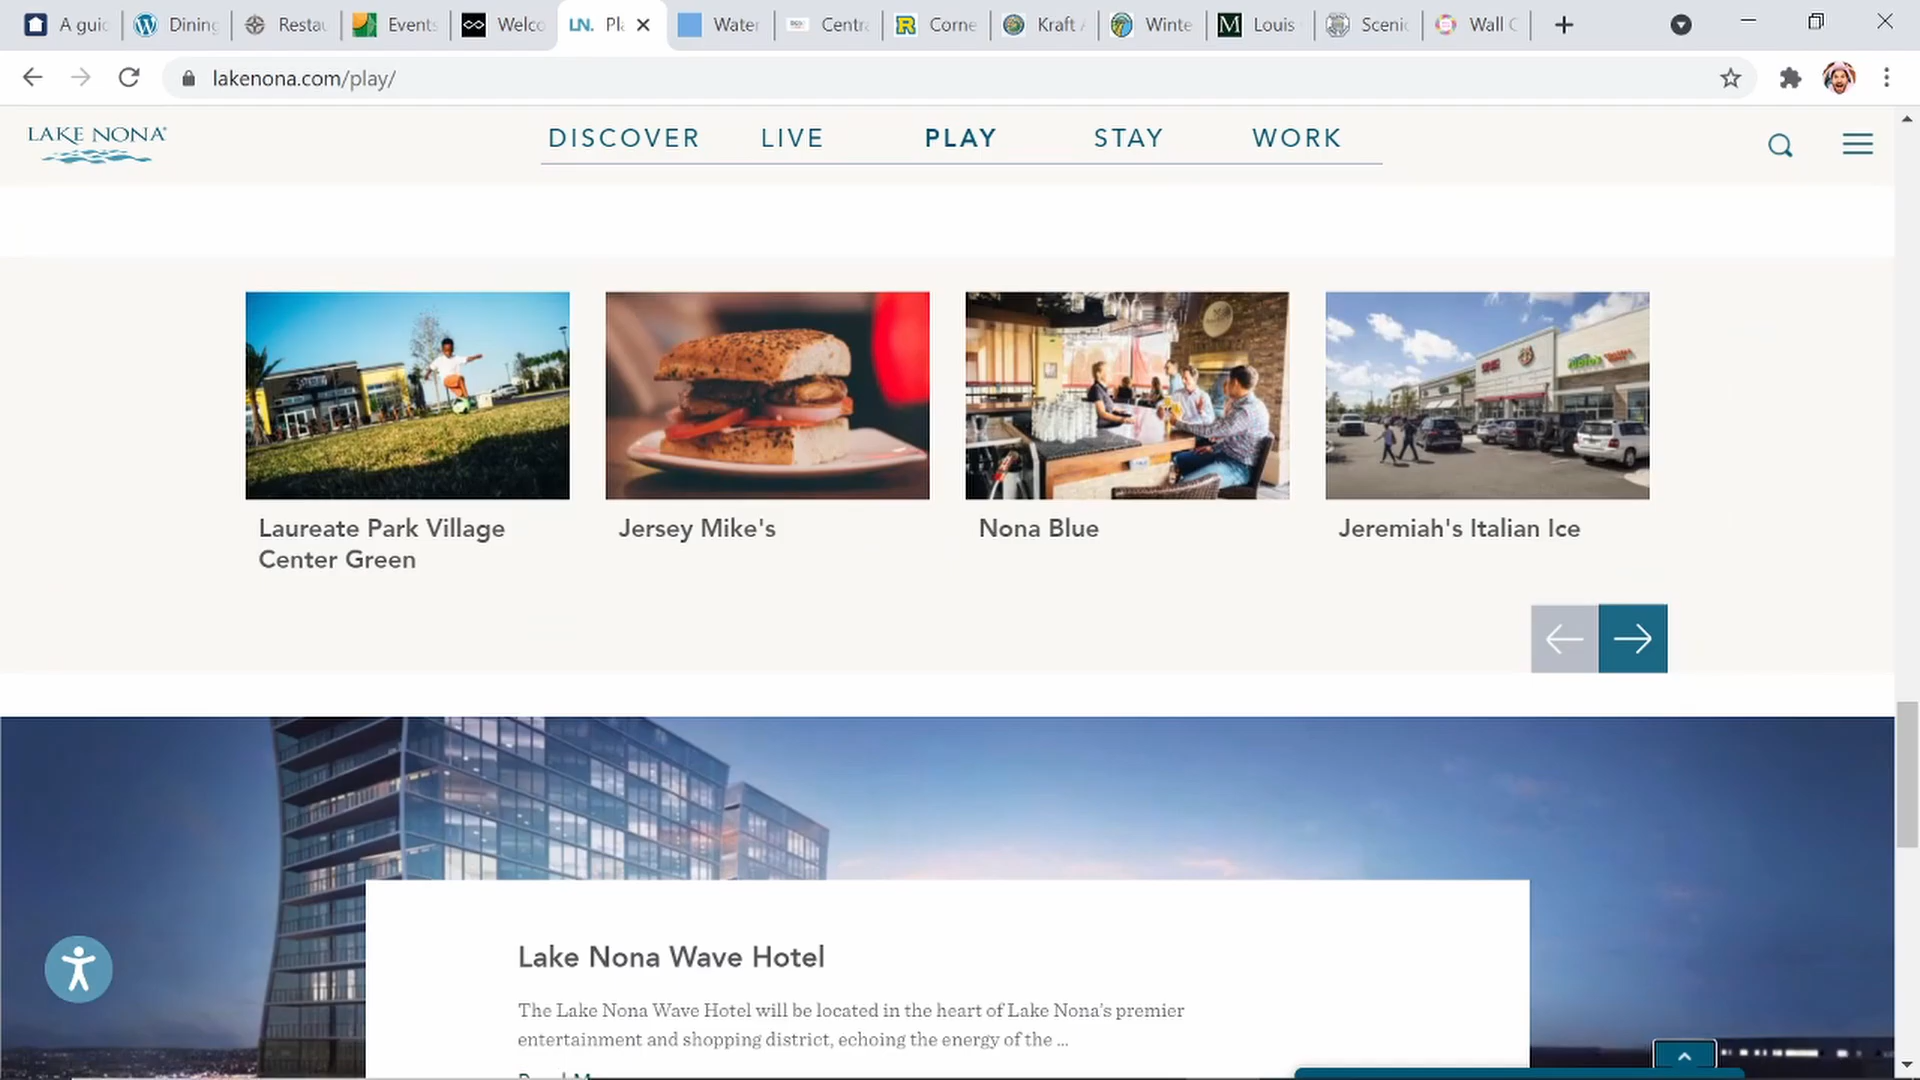 A guid
Dining
Restau
Events
Welco
LN. Pla
Water
Centra
Corne
Kraft A
Winte
Louis
Scenic
Wall C
lakenona.com/play/
LAKE NONA
DISCOVER LIVE PLAY STAY WORK
Laureate Park Village
Center Green
Jersey Mike's
Nona Blue
Jeremiah's Italian Ice
Lake Nona Wave Hotel
The Lake Nona Wave Hotel will be located in the heart of Lake Nona's premier
entertainment and shopping district, echoing the energy of the ...